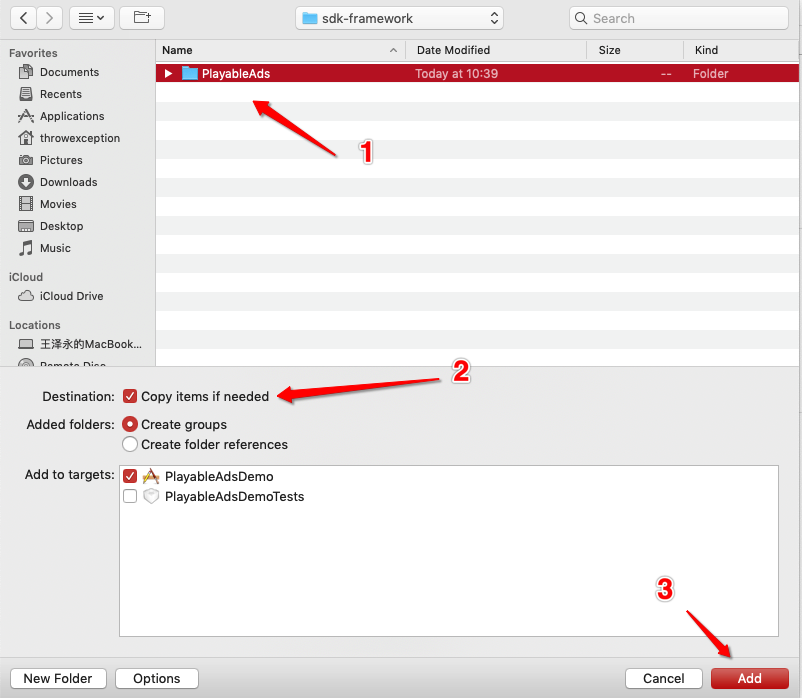 sdk-framework
Search
Favorites
Documents
Recents
Applications
throwexception
Pictures
Downloads
Movies
Desktop
Music
iCloud
iCloud Drive
Locations
王泽永的MacBook...
Remote Disc
Name Date Modified Size Kind
PlayableAds Today at 10:39 -- Folder
1
2
Destination: Copy items if needed
Added folders: Create groups
Create folder references
Add to targets: PlayableAdsDemo
PlayableAdsDemoTests
3
New Folder Options Cancel Add